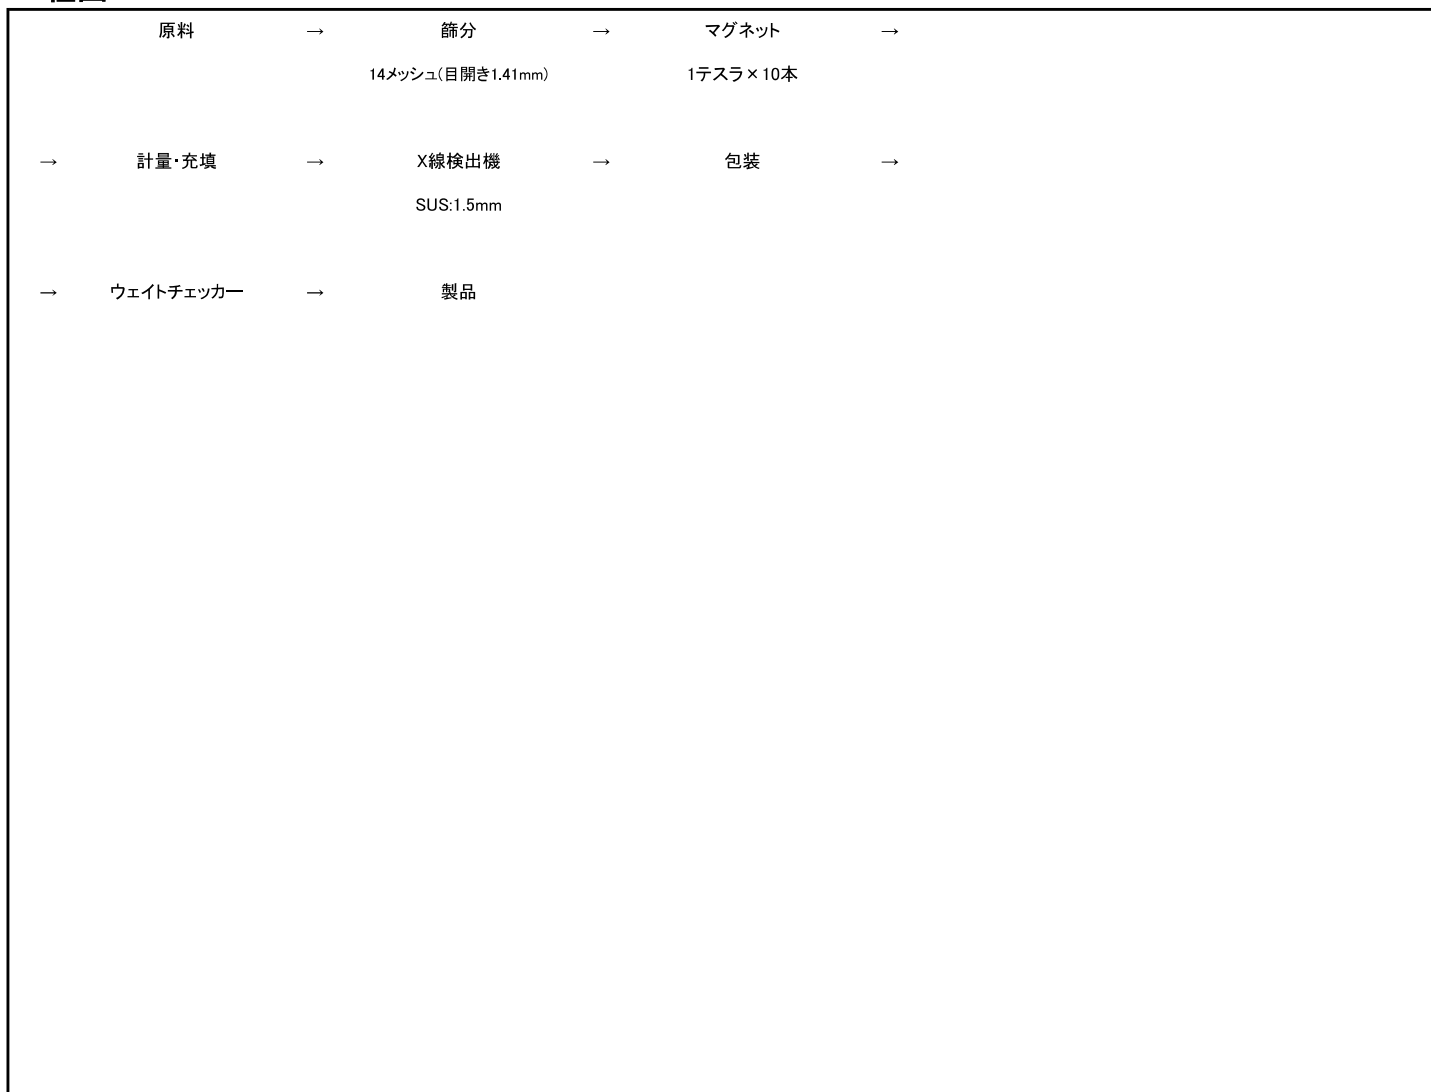 原料 → 篩分 → マグネット →
14メッシュ(目開き1.41mm) 1テスラ×10本
→ 計量・充填 → X線検出機 → 包装 →
SUS:1.5mm
→ ウェイトチェッカー → 製品